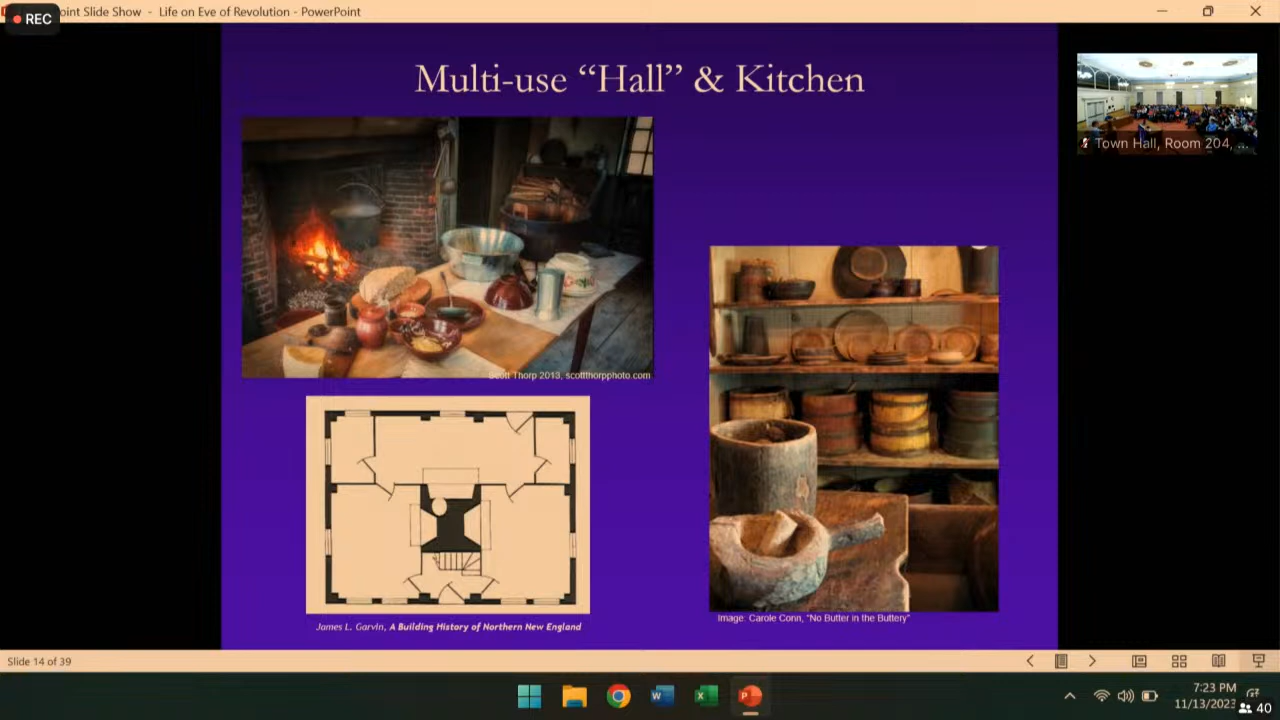 REC
oint Slide Show - Life on Eve of Revolution - PowerPoint
Multi-use “Hall” & Kitchen
Town Hall, Room 204, ...
Scott Thorp 2013, scottthorpphoto.com
Image: Carole Conn, "No Butter in the Buttery"
James L. Garvin, A Building History of Northern New England
Slide 14 of 39
7:23 PM
11/13/2023
40